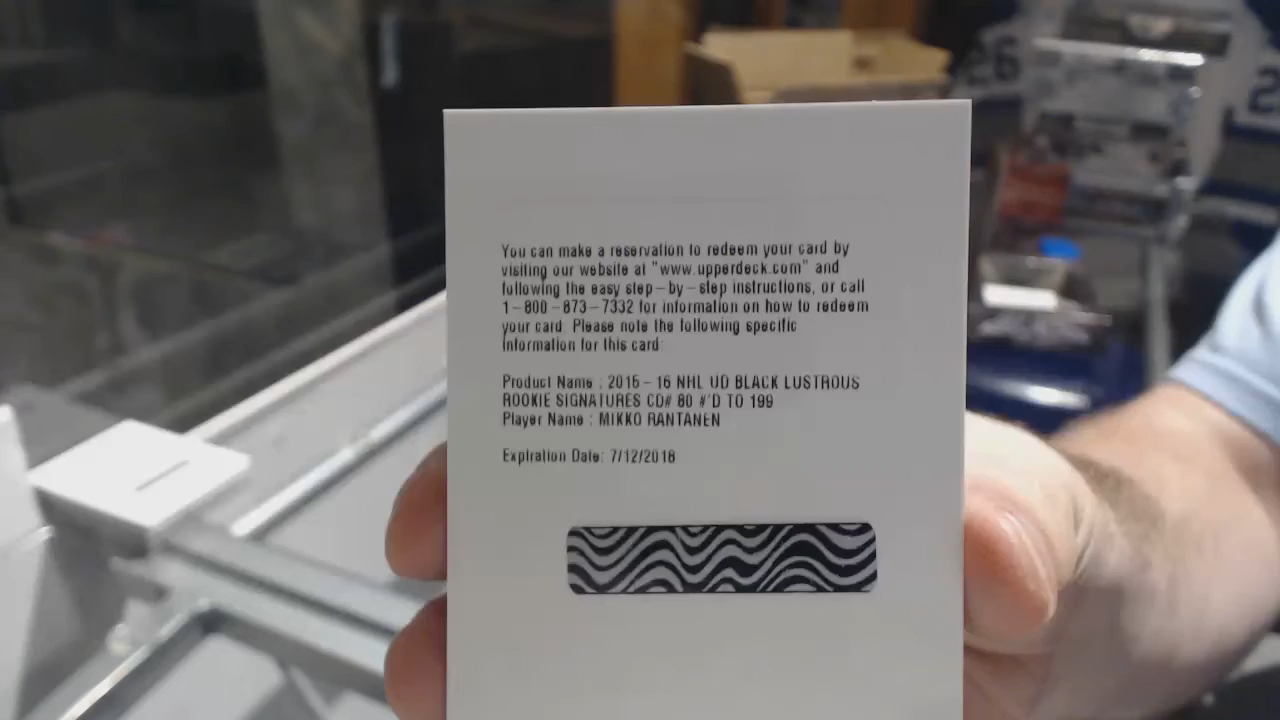 You can make a reservation to redeem your card by
visiting our website at "www.upperdeck.com" and
following the easy step-by-step instructions, or call
1-800-873-7332 for information on how to redeem
your card. Please note the following specific
information for this card:
Product Name : 2015-16 NHL UD BLACK LUSTROUS
ROOKIE SIGNATURES CD# 80 #'D TO 199
Player Name : MIKKO RANTANEN
Expiration Date: 7/12/2018
26
2